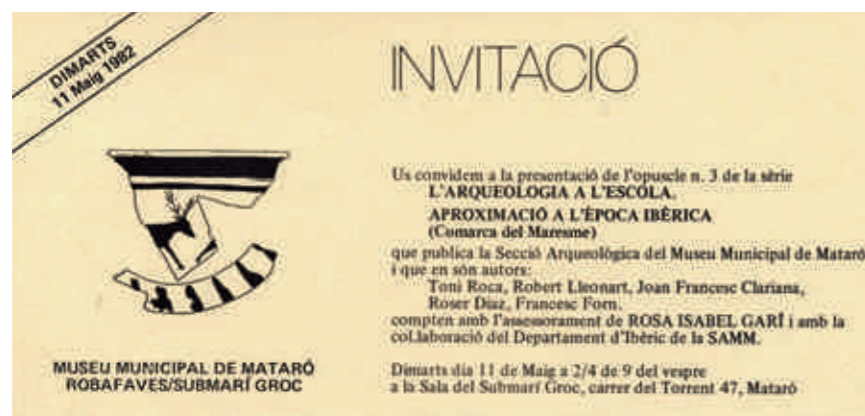 DIMARTS
11 Maig 1982
INVITACIÓ
Us convidem a la presentació de l'opuscle n. 3 de la sèrie
L'ARQUEOLOGIA A L'ESCOLA.
APROXIMACIÓ A L'ÈPOCA IBÈRICA
(Comarca del Maresme)
que publica la Secció Arqueològica del Museu Municipal de Mataró
i que en són autors:
Toni Roca, Robert Lleonart, Joan Francesc Clariana,
Roser Díaz, Francesc Forn.
compten amb l'assessorament de ROSA ISABEL GARÍ i amb la
col.laboració del Departament d'Ibèric de la SAMM.
Dimarts dia 11 de Maig a 2/4 de 9 del vespre
a la Sala del Submarí Groc, carrer del Torrent 47, Mataró
MUSEU MUNICIPAL DE MATARÓ
ROBAFAVES/SUBMARÍ GROC